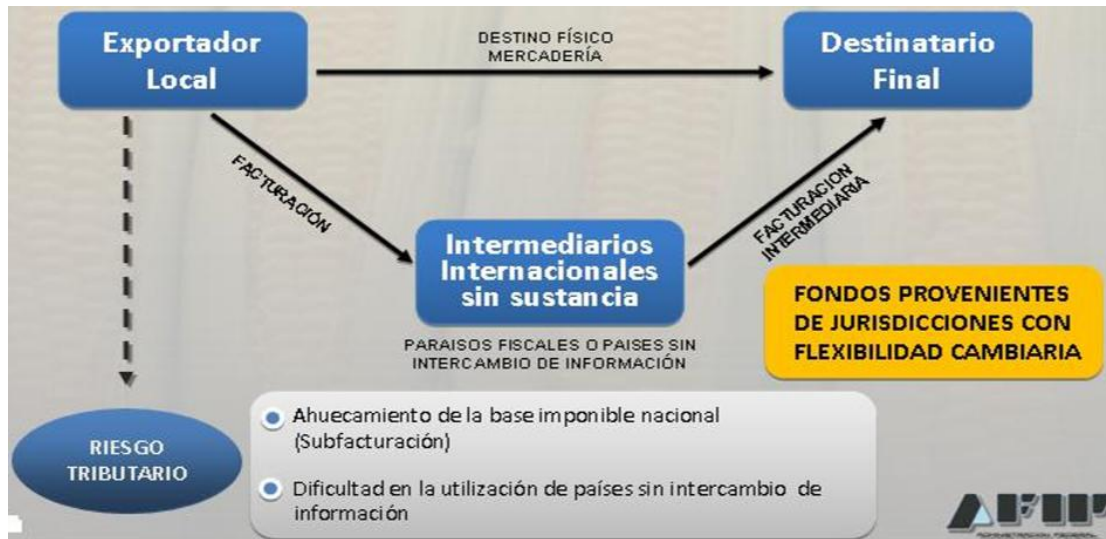 Exportador
Local
DESTINO FÍSICO
MERCADERÍA
Destinatario
Final
FACTURACIÓN
FACTURACION
INTERMEDIARIA
Intermediarios
Internacionales
sin sustancia
PARAISOS FISCALES O PAISES SIN
INTERCAMBIO DE INFORMACIÓN
FONDOS PROVENIENTES
DE JURISDICCIONES CON
FLEXIBILIDAD CAMBIARIA
RIESGO
TRIBUTARIO
Ahuecamiento de la base imponible nacional
(Subfacturación)
Dificultad en la utilización de países sin intercambio de
información
AFIP
ADMINISTRACION FEDERAL